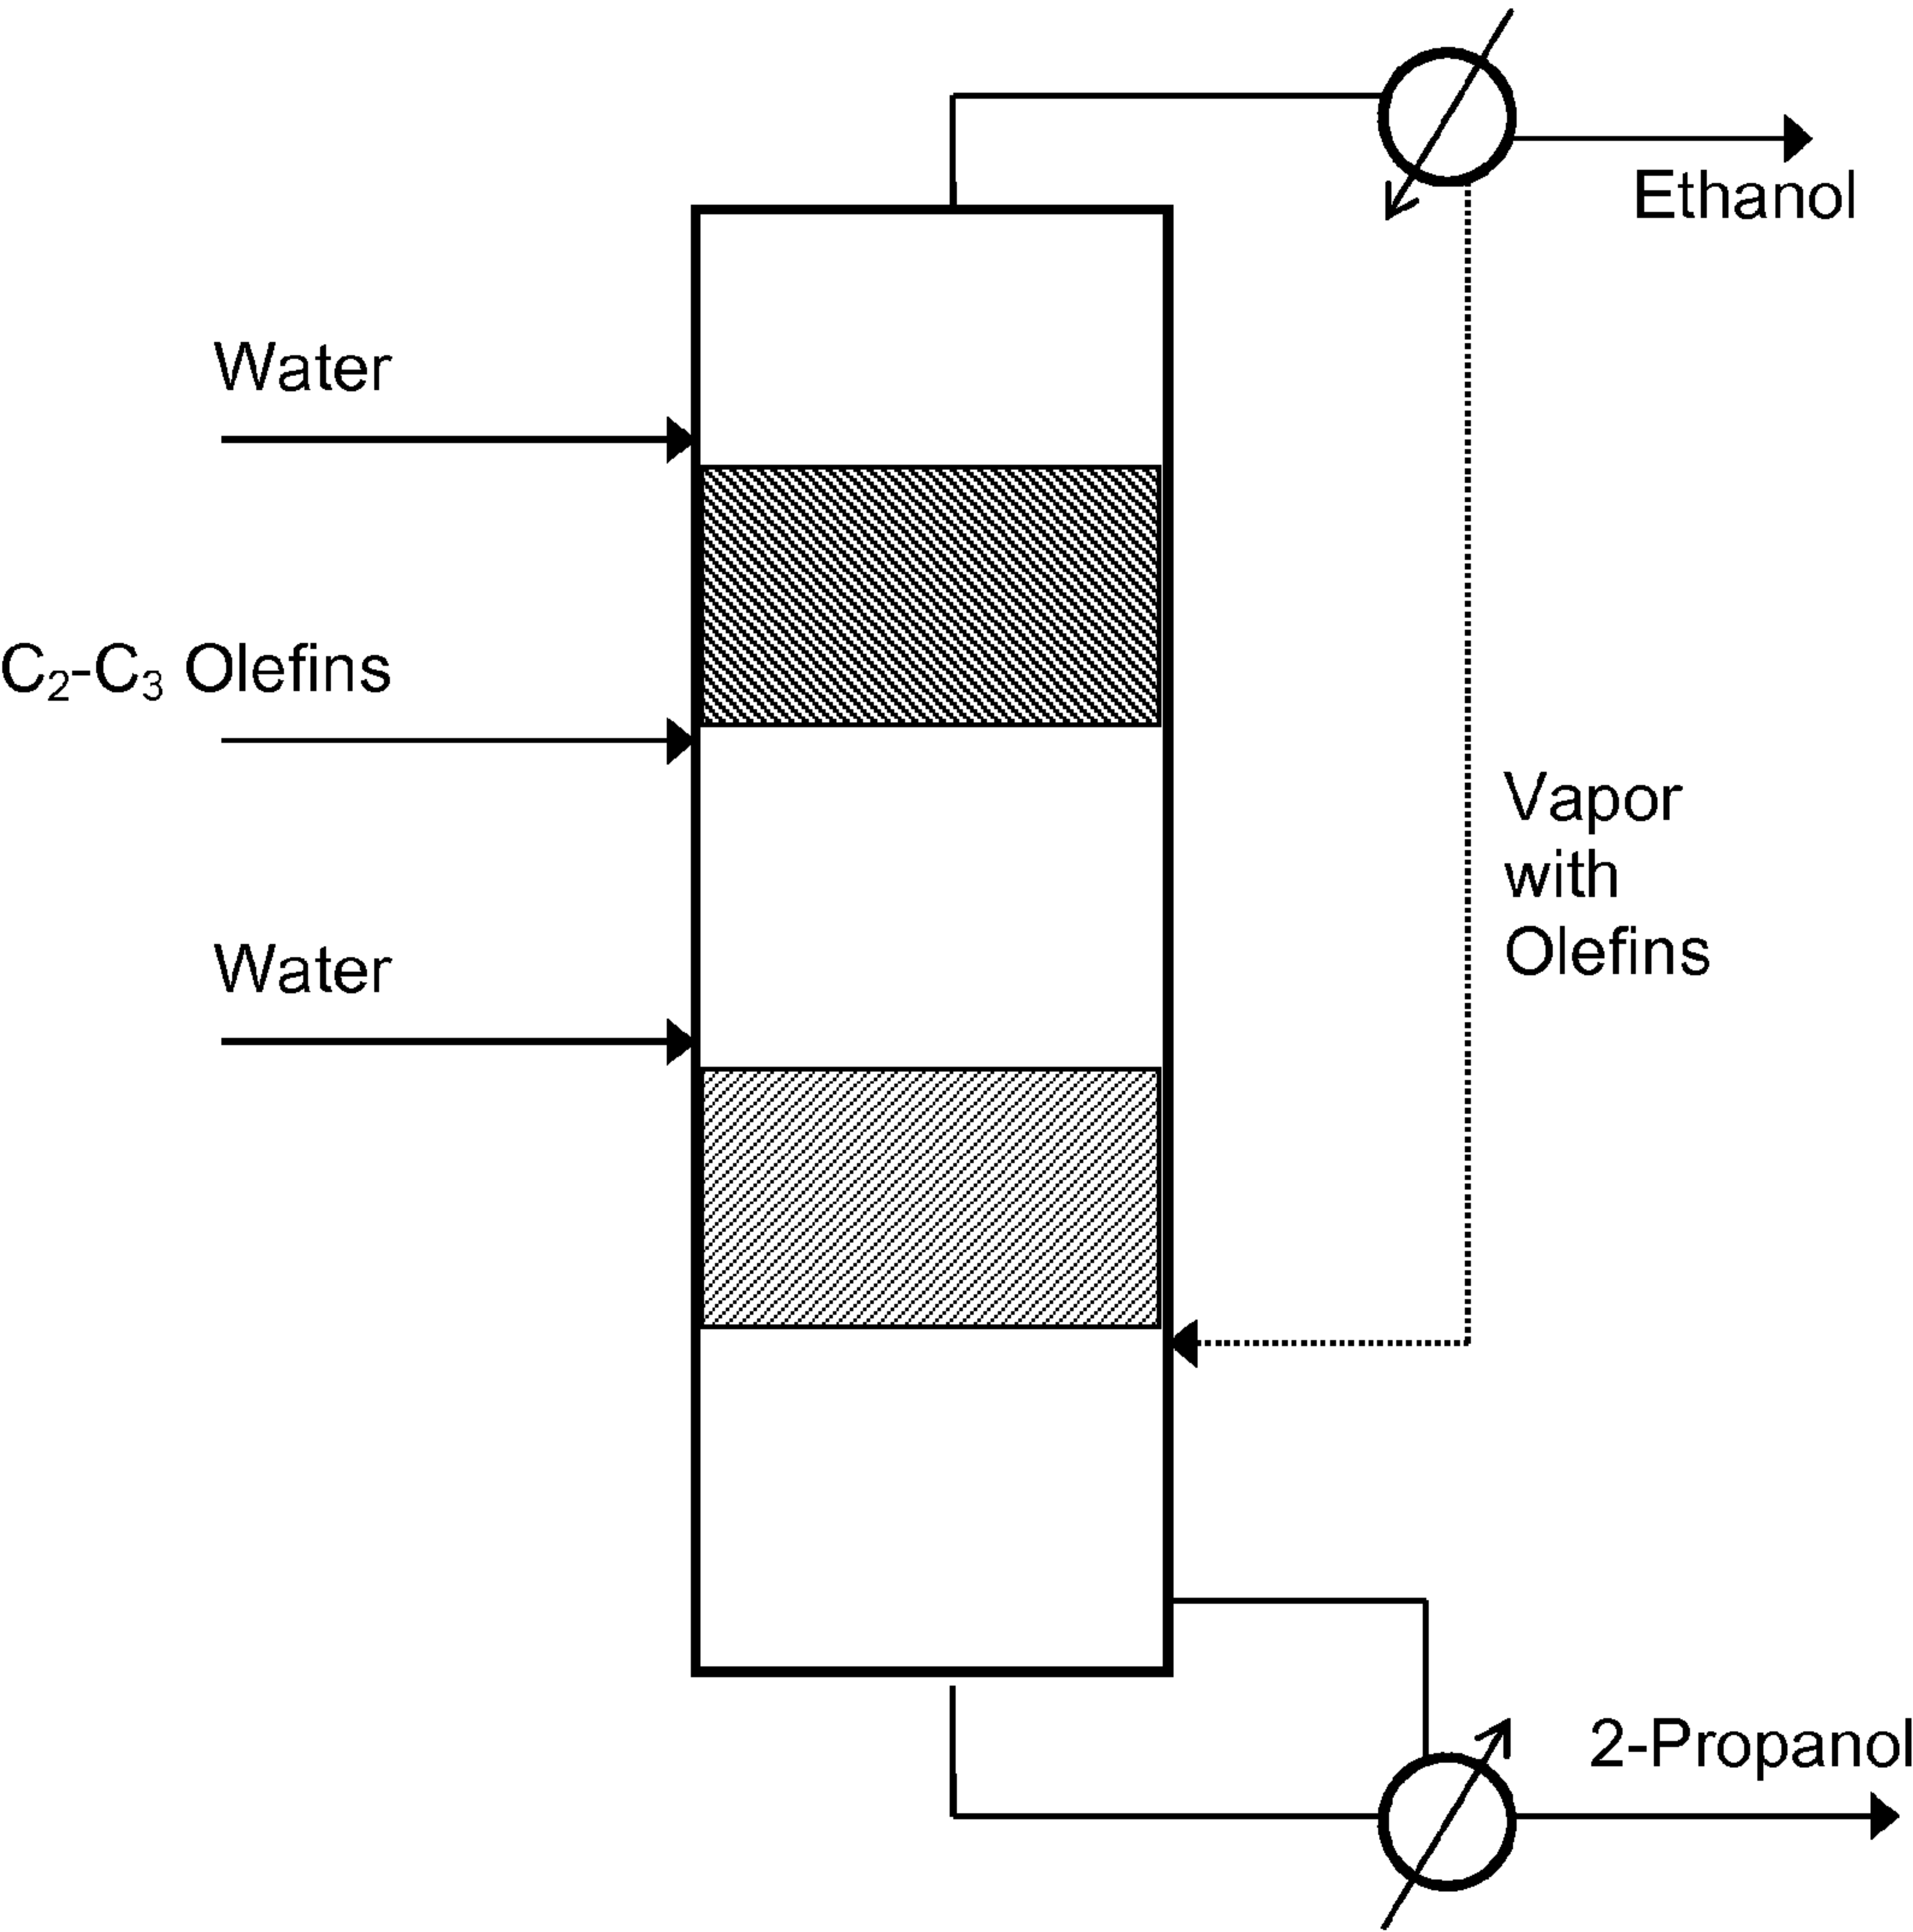 Ethanol
Water
C₂-C₃ Olefins
Vapor
with
Olefins
Water
2-Propanol